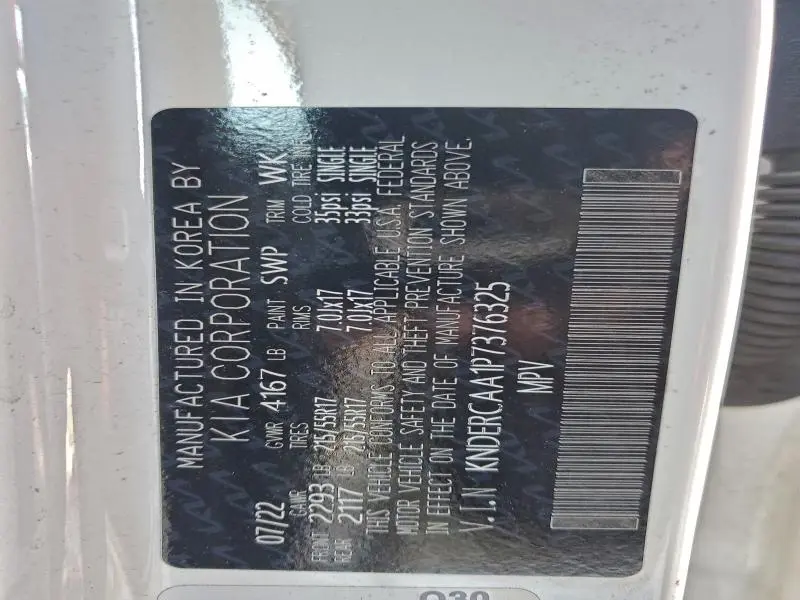 MANUFACTURED IN KOREA BY
KIA CORPORATION
07/22 GVWR 4167 LB PAINT SWP TRIM WK
GAWR TIRES RIMS COLD TIRE INF
FRONT 2293 LB 215/55R17 7.0JX17 35psi SINGLE
REAR 2117 LB 215/55R17 7.0JX17 33psi SINGLE
THIS VEHICLE CONFORMS TO ALL APPLICABLE U.S.A. FEDERAL
MOTOR VEHICLE SAFETY AND THEFT PREVENTION STANDARDS
IN EFFECT ON THE DATE OF MANUFACTURE SHOWN ABOVE.
V.I.N KNDERCAA1P7376325
MPV